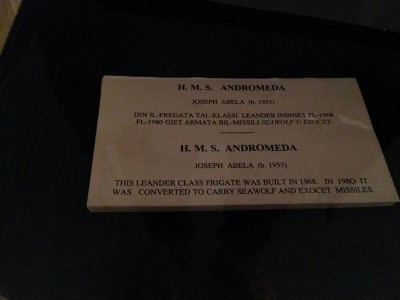 H. M. S. ANDROMEDA
JOSEPH ABELA (b. 1953)
DIN IL-FREGATA TAL-KLASSI LEANDER INBNIET FL-1968
FL-1980 GIET ARMATA BIL-MISSILI SEAWOLF U EXOCET.
H. M. S. ANDROMEDA
JOSEPH ABELA (b. 1953)
THIS LEANDER CLASS FRIGATE WAS BUILT IN 1968. IN 1980 IT
WAS CONVERTED TO CARRY SEAWOLF AND EXOCET MISSILES.